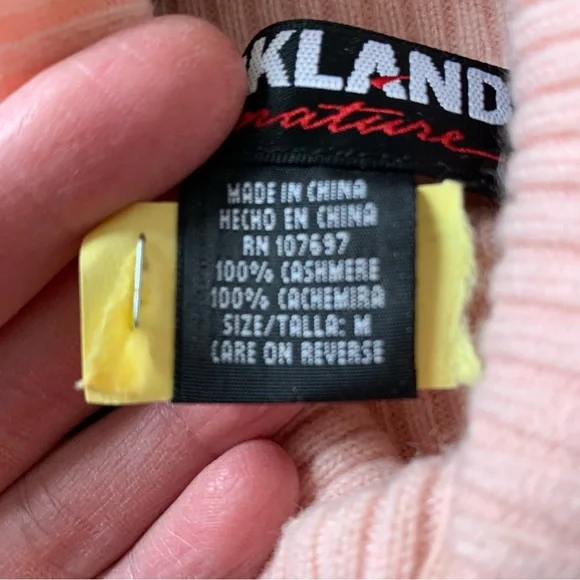 KLAND
nature
MADE IN CHINA
HECHO EN CHINA
RN 107697
100% CASHMERE
100% CACHEMIRA
SIZE/TALLA: M
CARE ON REVERSE